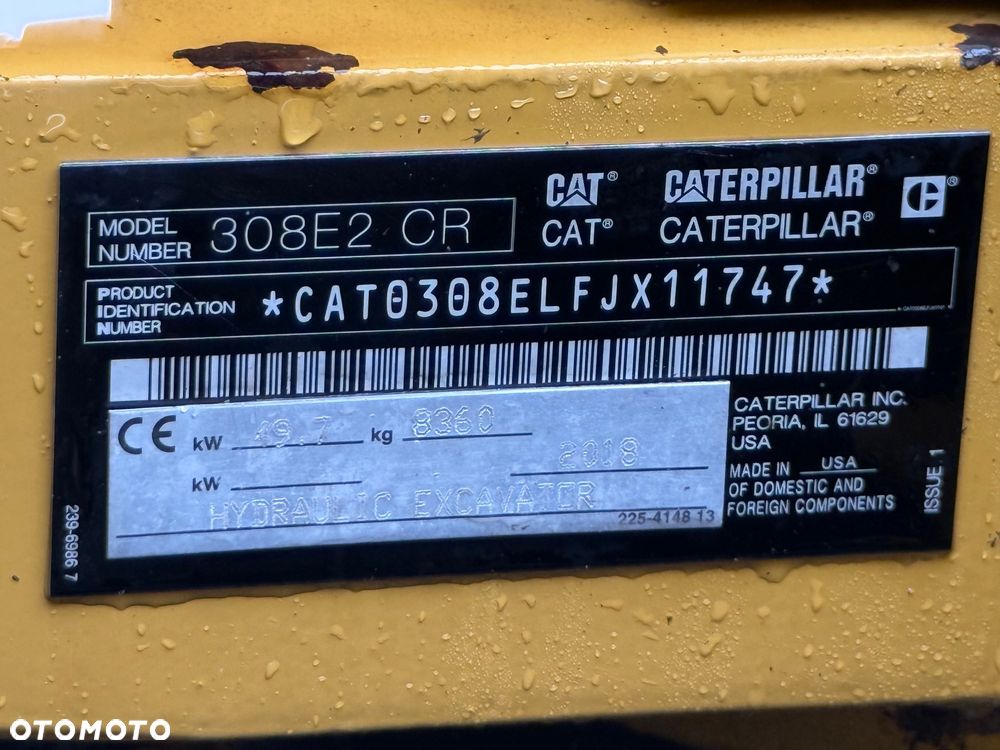 CAT® CATERPILLAR®
CAT® CATERPILLAR®
MODEL NUMBER 308E2 CR
PRODUCT IDENTIFICATION NUMBER *CAT0308ELFJX11747*
CE kW 49.7 kg 8360
kW 2018
HYDRAULIC EXCAVATOR
225-4148 13
CATERPILLAR INC.
PEORIA, IL 61629
USA
MADE IN USA
OF DOMESTIC AND
FOREIGN COMPONENTS
ISSUE 1
239-6986 7
OTOMOTO